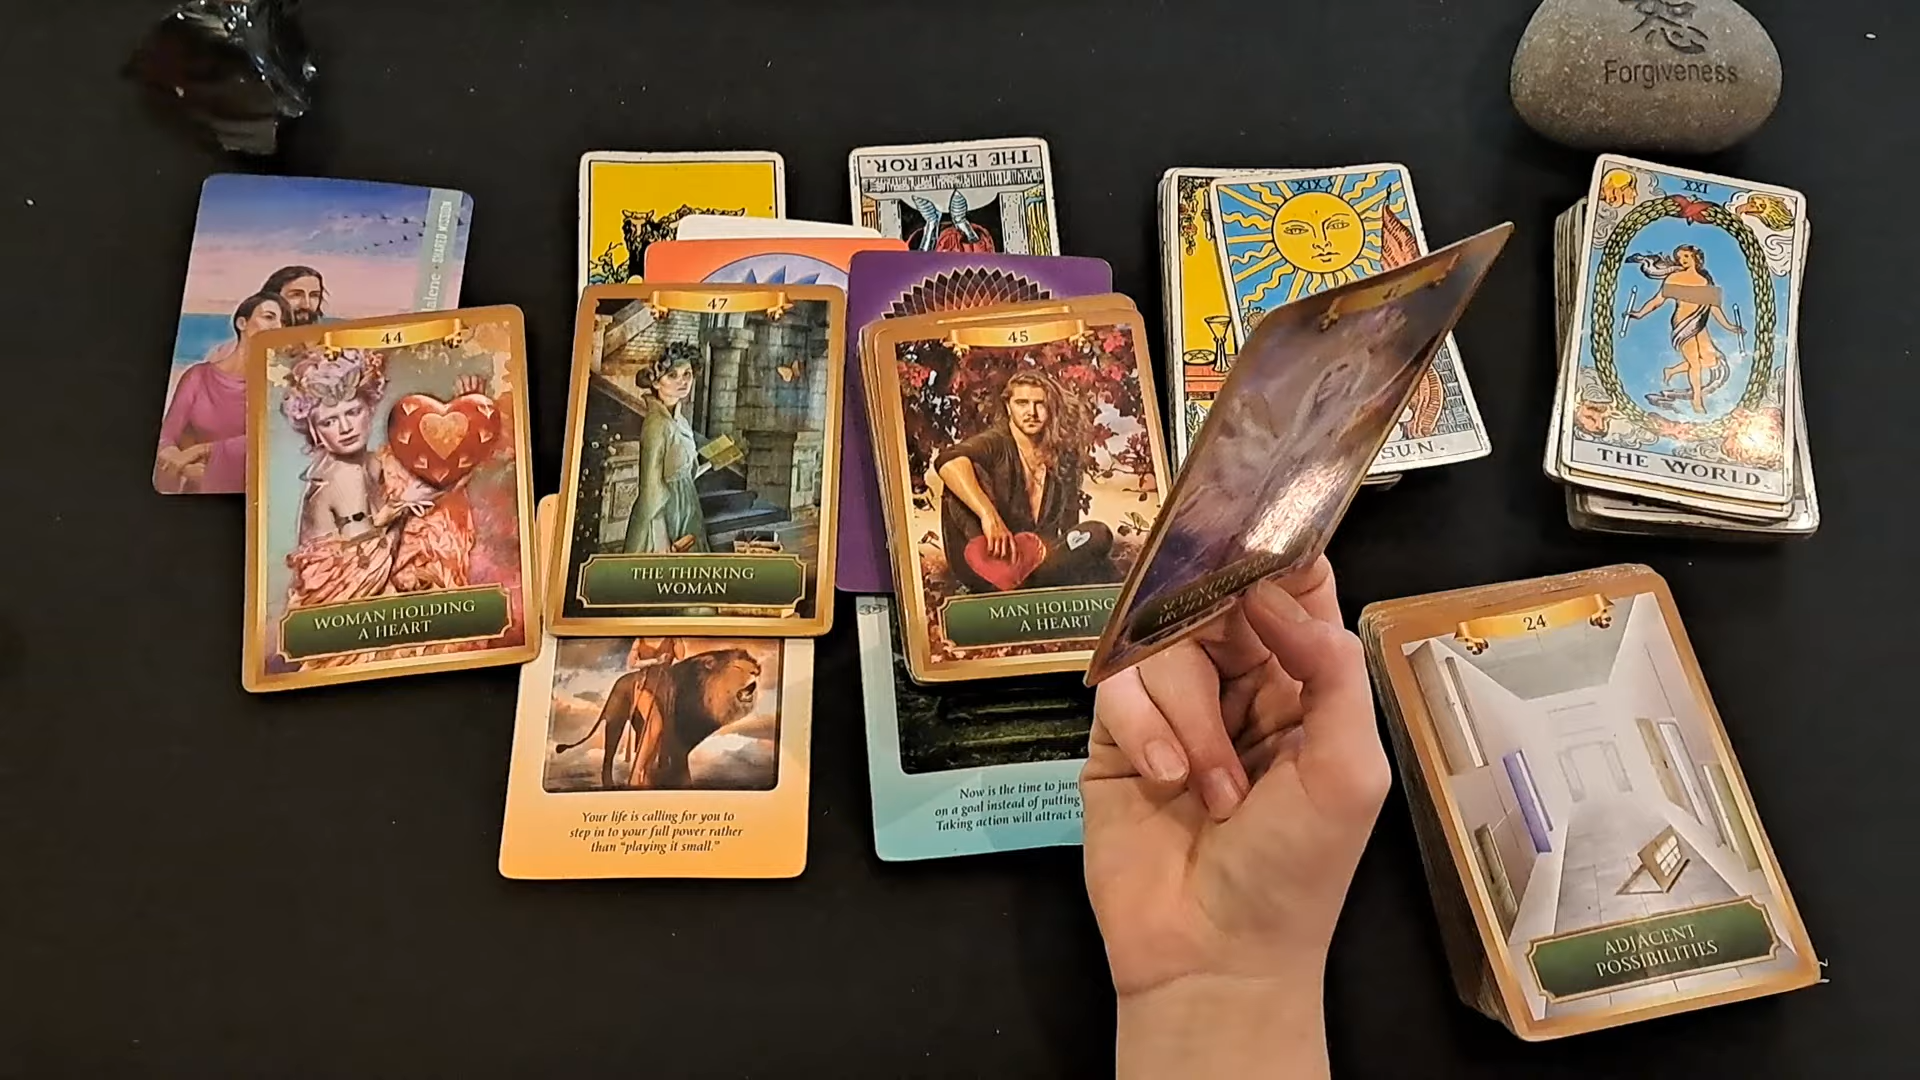 Forgiveness
THE EMPEROR.
XIX
XXI
SHARED MISSION
44
47
45
SUN.
THE WORLD.
THE THINKING
WOMAN
WOMAN HOLDING
A HEART
MAN HOLDING
A HEART
24
Now is the time to
on a goal instead of putting
Taking action will attract
Your life is calling for you to
step in to your full power rather
than “playing it small.”
ADJACENT
POSSIBILITIES